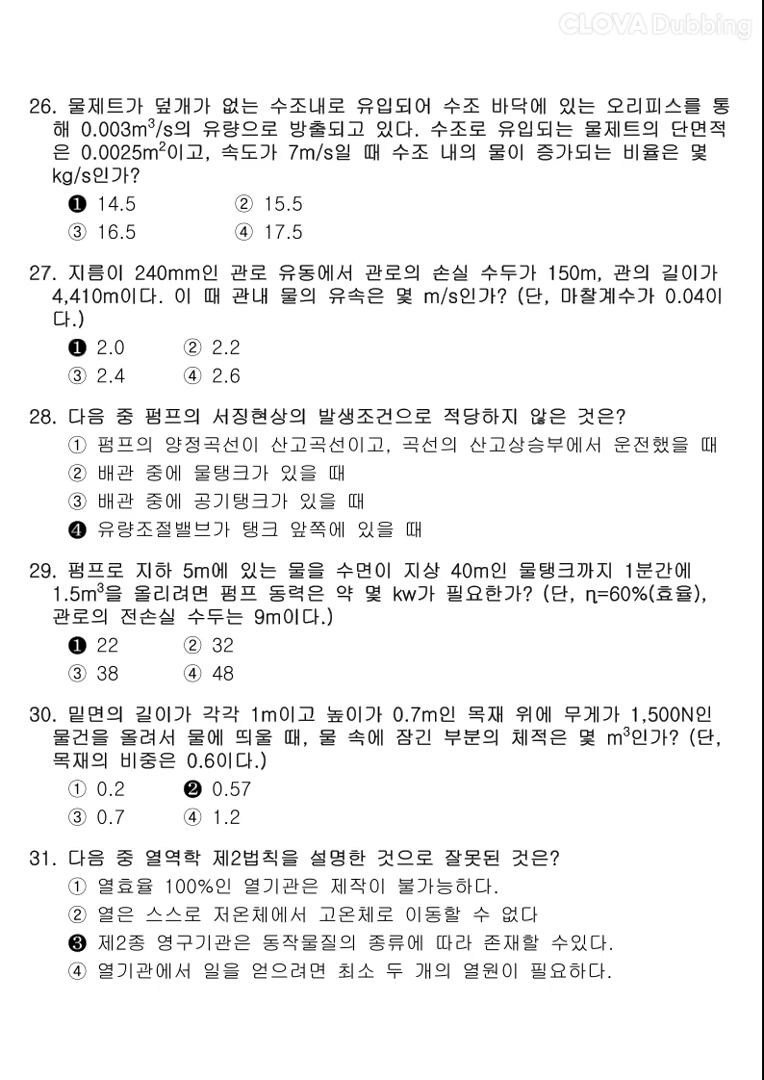 CLOVA Dubbing
26. 물제트가 덮개가 없는 수조내로 유입되어 수조 바닥에 있는 오리피스를 통
해 0.003m³/s의 유량으로 방출되고 있다. 수조로 유입되는 물제트의 단면적
은 0.0025m²이고, 속도가 7m/s일 때 수조 내의 물이 증가되는 비율은 몇
kg/s인가?
❶ 14.5 ② 15.5
③ 16.5 ④ 17.5
27. 지름이 240mm인 관로 유동에서 관로의 손실 수두가 150m, 관의 길이가
4,410m이다. 이 때 관내 물의 유속은 몇 m/s인가? (단, 마찰계수가 0.04이
다.)
❶ 2.0 ② 2.2
③ 2.4 ④ 2.6
28. 다음 중 펌프의 서징현상의 발생조건으로 적당하지 않은 것은?
① 펌프의 양정곡선이 산고곡선이고, 곡선의 산고상승부에서 운전했을 때
② 배관 중에 물탱크가 있을 때
③ 배관 중에 공기탱크가 있을 때
❹ 유량조절밸브가 탱크 앞쪽에 있을 때
29. 펌프로 지하 5m에 있는 물을 수면이 지상 40m인 물탱크까지 1분간에
1.5m³을 올리려면 펌프 동력은 약 몇 kw가 필요한가? (단, η=60%(효율),
관로의 전손실 수두는 9m이다.)
❶ 22 ② 32
③ 38 ④ 48
30. 밑면의 길이가 각각 1m이고 높이가 0.7m인 목재 위에 무게가 1,500N인
물건을 올려서 물에 띄울 때, 물 속에 잠긴 부분의 체적은 몇 m³인가? (단,
목재의 비중은 0.6이다.)
① 0.2 ❷ 0.57
③ 0.7 ④ 1.2
31. 다음 중 열역학 제2법칙을 설명한 것으로 잘못된 것은?
① 열효율 100%인 열기관은 제작이 불가능하다.
② 열은 스스로 저온체에서 고온체로 이동할 수 없다
❸ 제2종 영구기관은 동작물질의 종류에 따라 존재할 수있다.
④ 열기관에서 일을 얻으려면 최소 두 개의 열원이 필요하다.